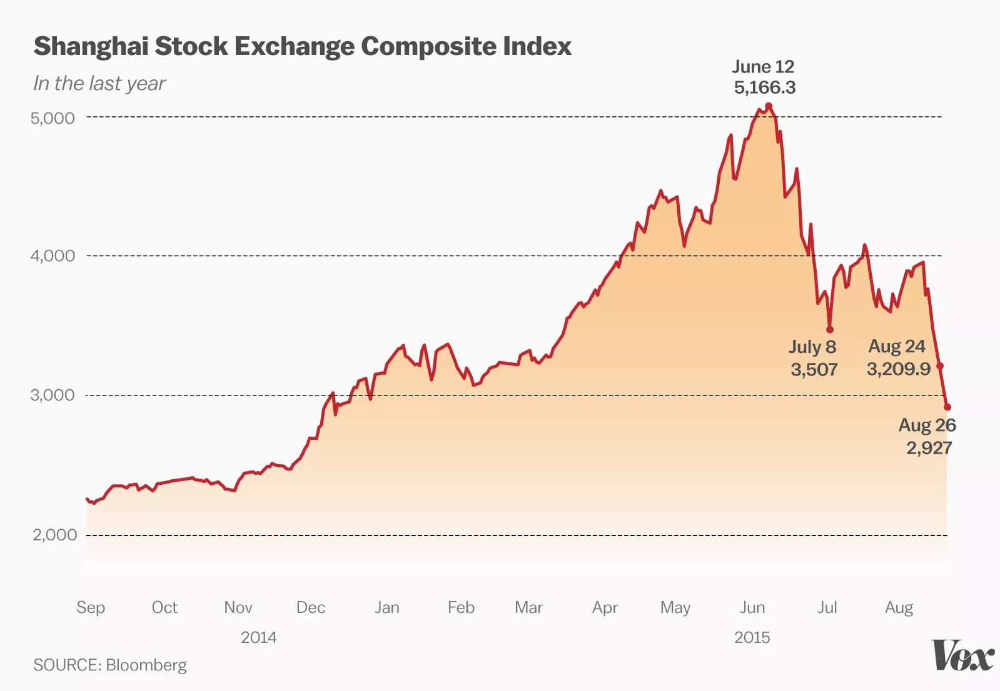 Shanghai Stock Exchange Composite Index
In the last year
June 12
5,166.3
5,000
4,000
July 8
3,507
Aug 24
3,209.9
3,000
Aug 26
2,927
2,000
Sep Oct Nov Dec Jan Feb Mar Apr May Jun Jul Aug
2014 2015
SOURCE: Bloomberg
Vox